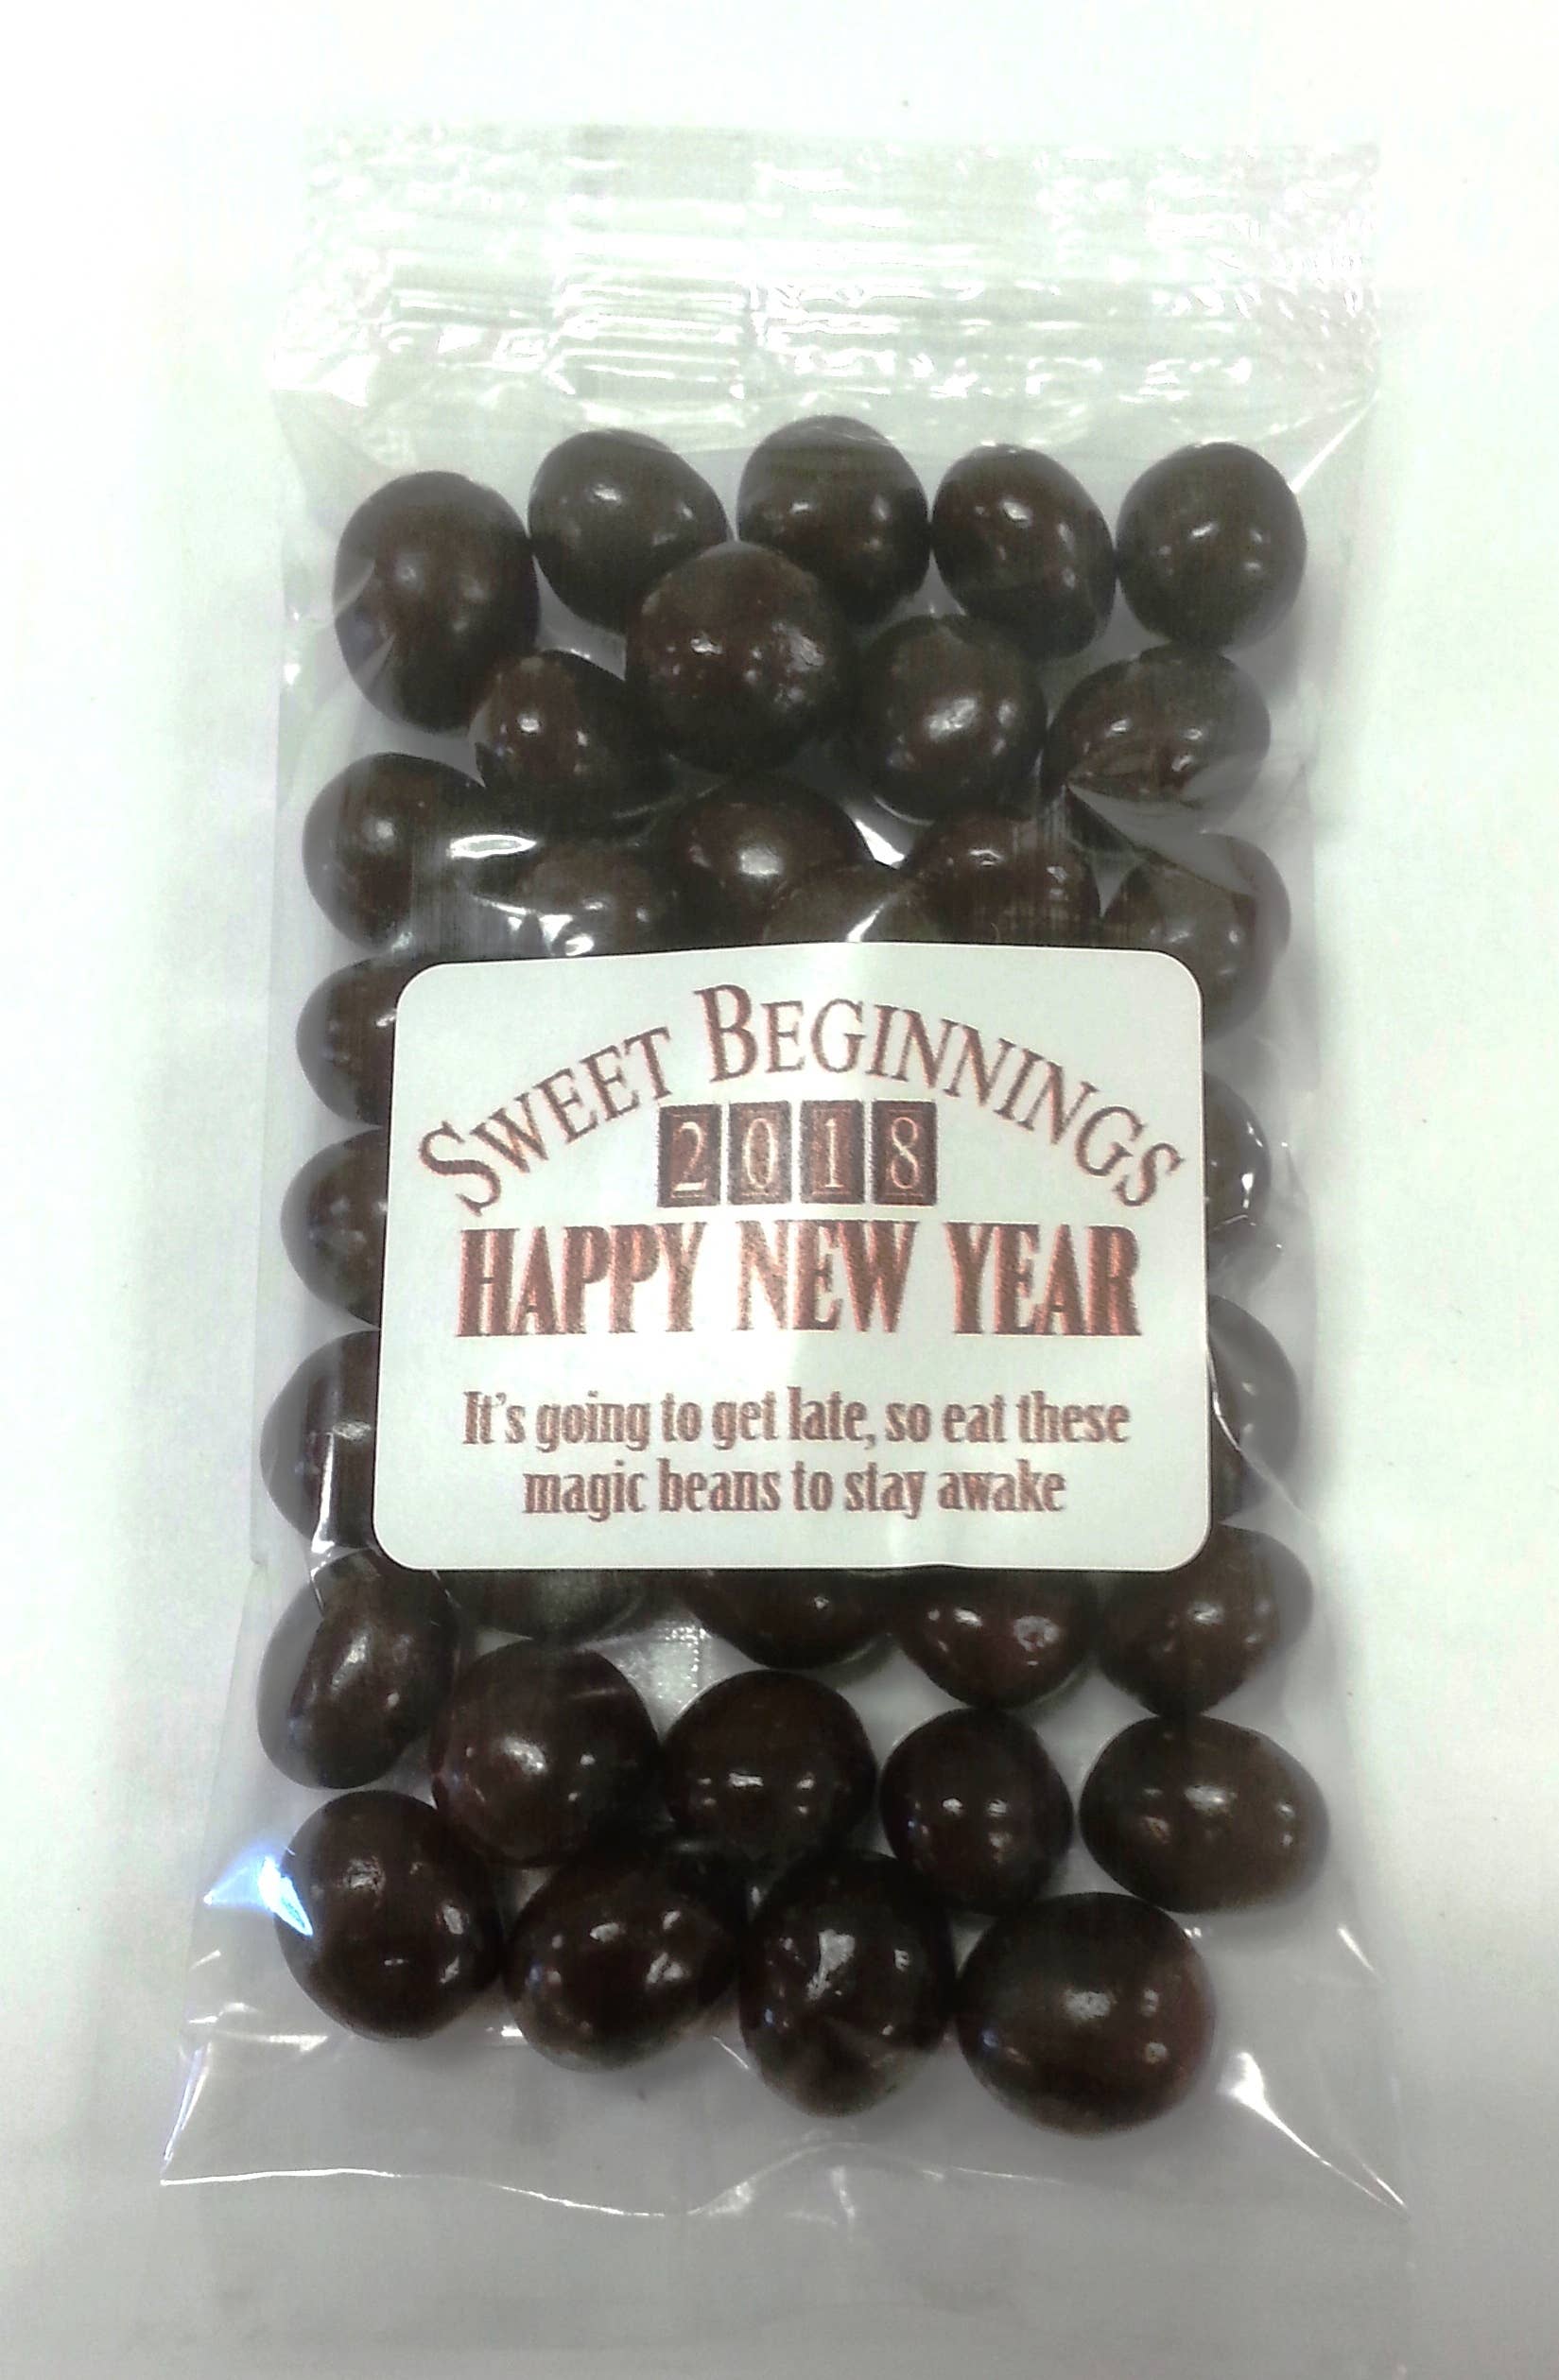 SWEET BEGINNINGS
2018
HAPPY NEW YEAR
It's going to get late, so eat these
magic beans to stay awake